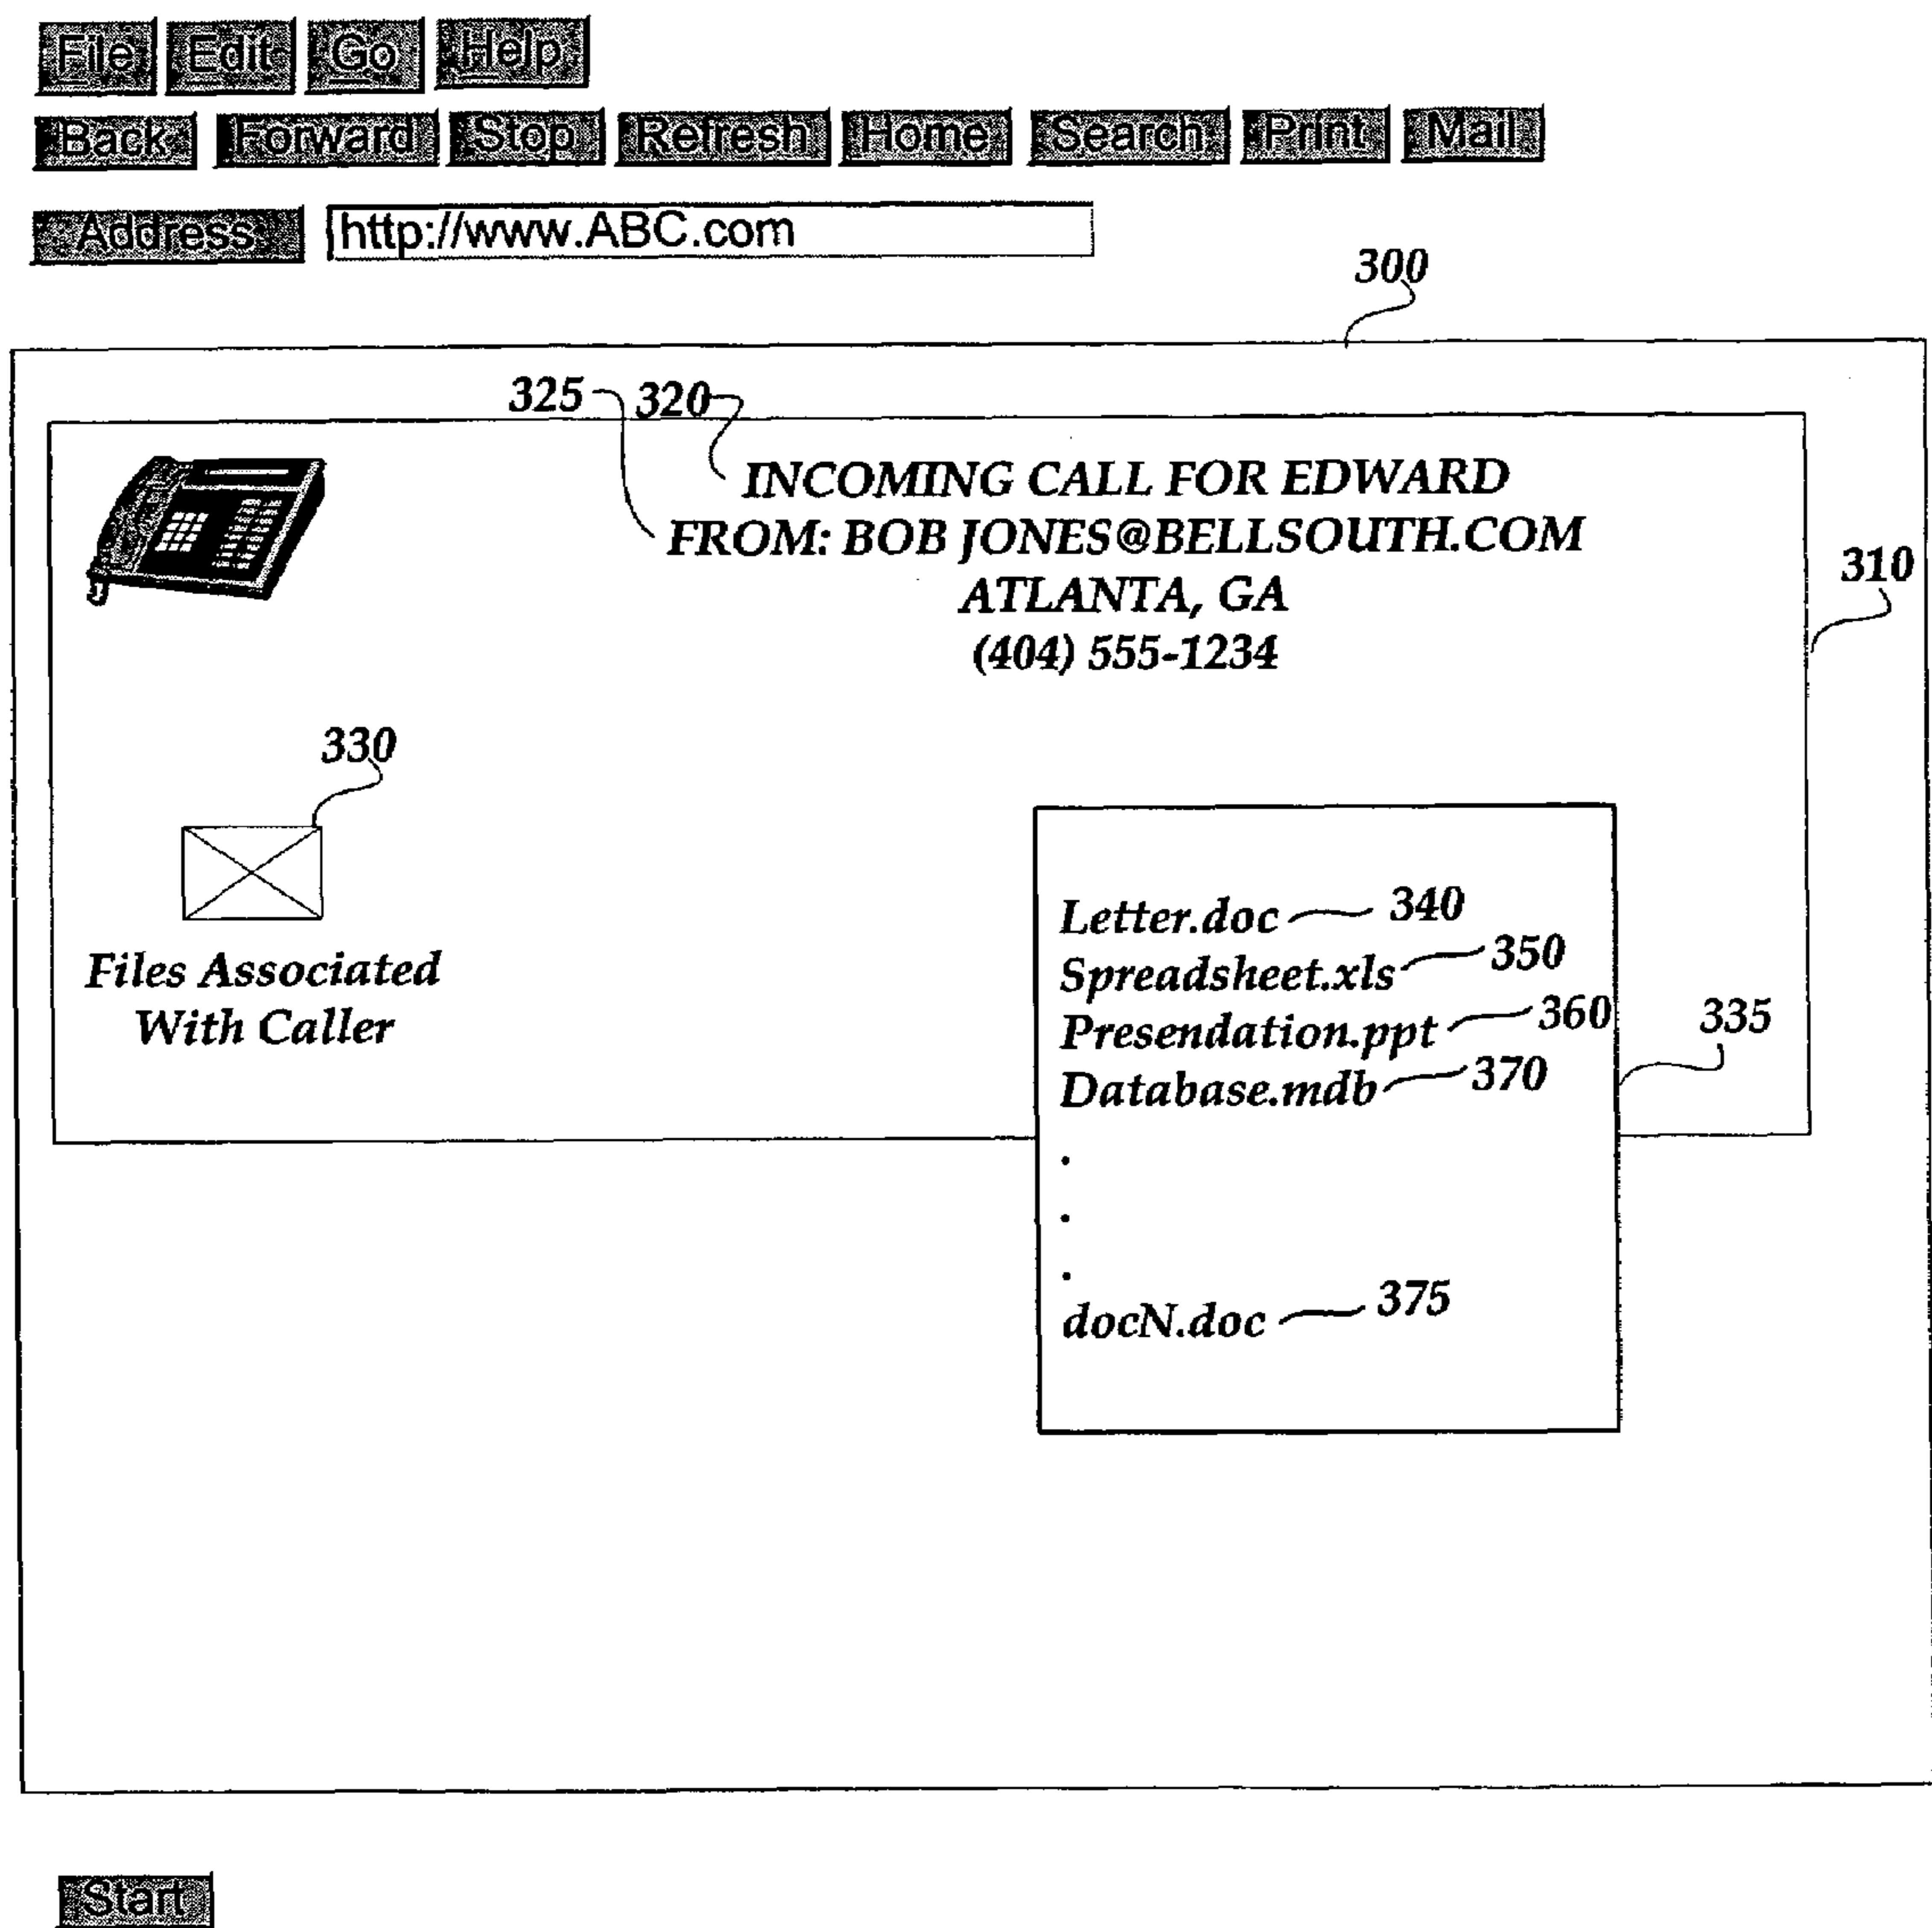 File Edit Go Help
Back Forward Stop Refresh Home Search Print Mail
Address http://www.ABC.com
300
325 320
INCOMING CALL FOR EDWARD
FROM: BOB JONES@BELLSOUTH.COM
310
ATLANTA, GA
(404) 555-1234
330
Files Associated
With Caller
Letter.doc 340
Spreadsheet.xls 350
Presendation.ppt 360
335
Database.mdb 370
.
.
.
docN.doc 375
Start